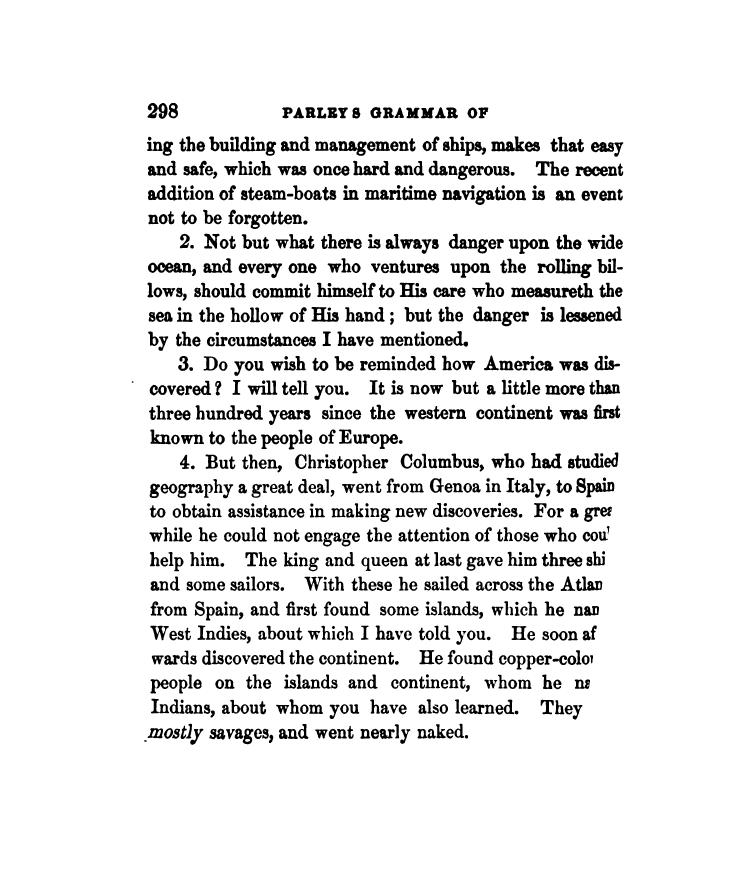 298 PARLEYS GRAMMAR OF
ing the building and management of ships, makes that easy
and safe, which was once hard and dangerous. The recent
addition of steam-boats in maritime navigation is an event
not to be forgotten.
2. Not but what there is always danger upon the wide
ocean, and every one who ventures upon the rolling bil-
lows, should commit himself to His care who measureth the
sea in the hollow of His hand; but the danger is lessened
by the circumstances I have mentioned.
3. Do you wish to be reminded how America was dis-
covered? I will tell you. It is now but a little more than
three hundred years since the western continent was first
known to the people of Europe.
4. But then, Christopher Columbus, who had studied
geography a great deal, went from Genoa in Italy, to Spain
to obtain assistance in making new discoveries. For a
while he could not engage the attention of those who
help him. The king and queen at last gave him three
and some sailors. With these he sailed across the
from Spain, and first found some islands, which he
West Indies, about which I have told you. He soon
wards discovered the continent. He found
people on the islands and continent, whom he
Indians, about whom you have also learned. They
mostly savages, and went nearly naked.